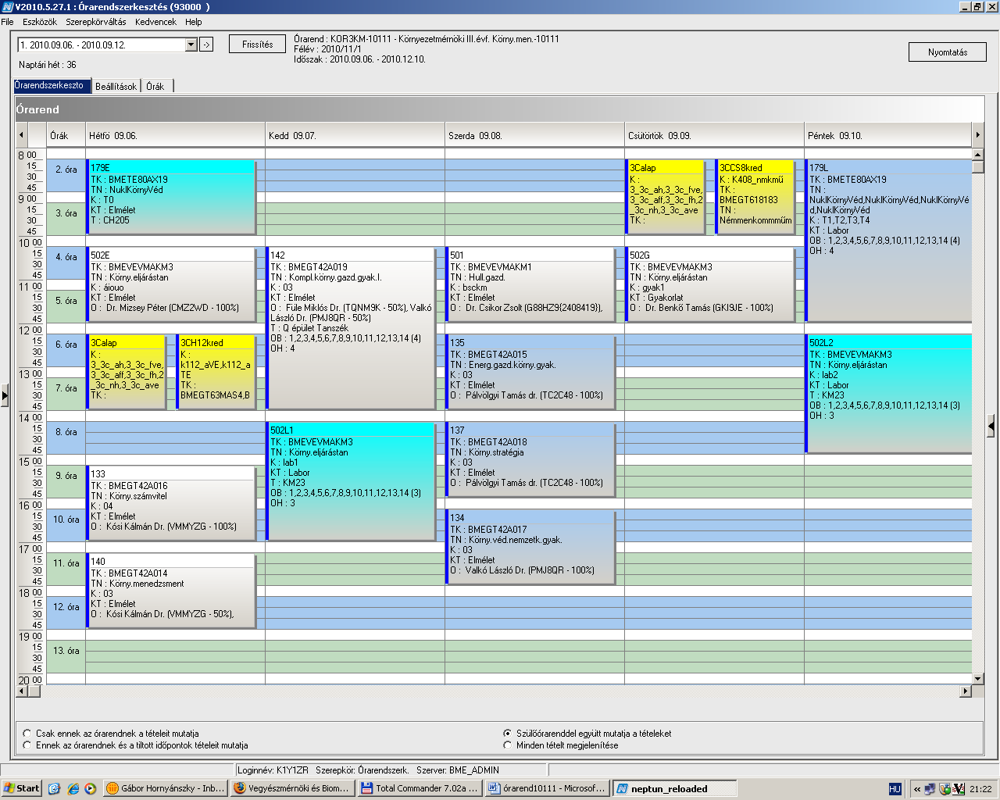 V2010.5.27.1 : Órarendszerkesztés (93000 )
File Eszközök Szerepkörváltás Kedvencek Help
1. 2010.09.06. - 2010.09.12.
->
Frissítés
Órarend : KOR3KM-10111 - Környezetmérnöki III.évf. Körny.men.-10111
Félév : 2010/11/1
Időszak : 2010.09.06. - 2010.12.10.
Nyomtatás
Naptári hét : 36
Órarendszerkeszto Beállítások Órák
Órarend
Órák Hétfő 09.06. Kedd 09.07. Szerda 09.08. Csütörtök 09.09. Péntek 09.10.
8 00
15
30
45
9 00
15
30
45
10 00
15
30
45
11 00
15
30
45
12 00
15
30
45
13 00
15
30
45
14 00
15
30
45
15 00
15
30
45
16 00
15
30
45
17 00
15
30
45
18 00
15
30
45
19 00
15
30
45
20 00
2. óra
3. óra
4. óra
5. óra
6. óra
7. óra
8. óra
9. óra
10. óra
11. óra
12. óra
13. óra
179E
TK : BMETE80AX19
TN : NuklKörnyVéd
K : T0
KT : Elmélet
T : CH205
502E
TK : BMEVEVMAKM3
TN : Körny.eljárástan
K : áiouo
KT : Elmélet
O : Dr. Mizsey Péter (CMZ2WD - 100%)
3Calap
K :
3_3c_ah,3_3c_fve,
3_3c_aff,3_3c_fh,2
_3c_nh,3_3c_ave
TK :
3CH12kred
K :
k112_aVE,k112_a
TE
TK :
BMEGT63MAS4,B
133
TK : BMEGT42A016
TN : Körny.számvitel
K : 04
KT : Elmélet
O : Kósi Kálmán Dr. (VMMYZG - 100%)
140
TK : BMEGT42A014
TN : Körny.menedzsment
K : 03
KT : Elmélet
O : Kósi Kálmán Dr. (VMMYZG - 50%),
142
TK : BMEGT42A019
TN : Kompl.körny.gazd.gyak.I.
K : 03
KT : Elmélet
O : Füle Miklós Dr. (TQNM9K - 50%), Valkó
László Dr. (PMJ8QR - 50%)
T : Q épület Tanszék
OB : 1,2,3,4,5,6,7,8,9,10,11,12,13,14 (4)
OH : 4
502L1
TK : BMEVEVMAKM3
TN : Körny.eljárástan
K : lab1
KT : Labor
T : KM23
OB : 1,2,3,4,5,6,7,8,9,10,11,12,13,14 (3)
OH : 3
501
TK : BMEVEVMAKM1
TN : Hull.gazd.
K : bsckm
KT : Elmélet
O : Dr. Csikor Zsolt (G88HZ9{2408419}),
135
TK : BMEGT42A015
TN : Energ.gazd.körny.gyak.
K : 03
KT : Elmélet
O : Pálvölgyi Tamás dr. (TC2C48 - 100%)
137
TK : BMEGT42A018
TN : Körny.stratégia
K : 03
KT : Elmélet
O : Pálvölgyi Tamás dr. (TC2C48 - 100%)
134
TK : BMEGT42A017
TN : Körny.véd.nemzetk.gyak.
K : 03
KT : Elmélet
O : Valkó László Dr. (PMJ8QR - 100%)
3Calap
K :
3_3c_ah,3_3c_fve,
3_3c_aff,3_3c_fh,2
_3c_nh,3_3c_ave
TK :
3CCS8kred
K : K408_nmkmű
TK :
BMEGT618183
TN :
Némmenkommműm
502G
TK : BMEVEVMAKM3
TN : Körny.eljárástan
K : gyak1
KT : Gyakorlat
O : Dr. Benkő Tamás (GKI9JE - 100%)
179L
TK : BMETE80AX19
TN :
NuklKörnyVéd,NuklKörnyVéd,NuklKörnyVé
d,NuklKörnyVéd
K : T1,T2,T3,T4
KT : Labor
OB : 1,2,3,4,5,6,7,8,9,10,11,12,13,14 (4)
OH : 4
502L2
TK : BMEVEVMAKM3
TN : Körny.eljárástan
K : lab2
KT : Labor
T : KM23
OB : 1,2,3,4,5,6,7,8,9,10,11,12,13,14 (3)
OH : 3
Csak ennek az órarendnek a tételeit mutatja
Ennek az órarendnek és a tiltott időpontok tételeit mutatja
Szülőórarenddel együtt mutatja a tételeket
Minden tételt megjelenítése
Loginnév: K1Y1ZR Szerepkör: Órarendszerk. Szerver: BME_ADMIN
Start Gábor Hornyánszky - Inb... Vegyészmérnöki és Biom... Total Commander 7.02a ... órarend10111 - Microsof... neptun_reloaded HU « 21:22